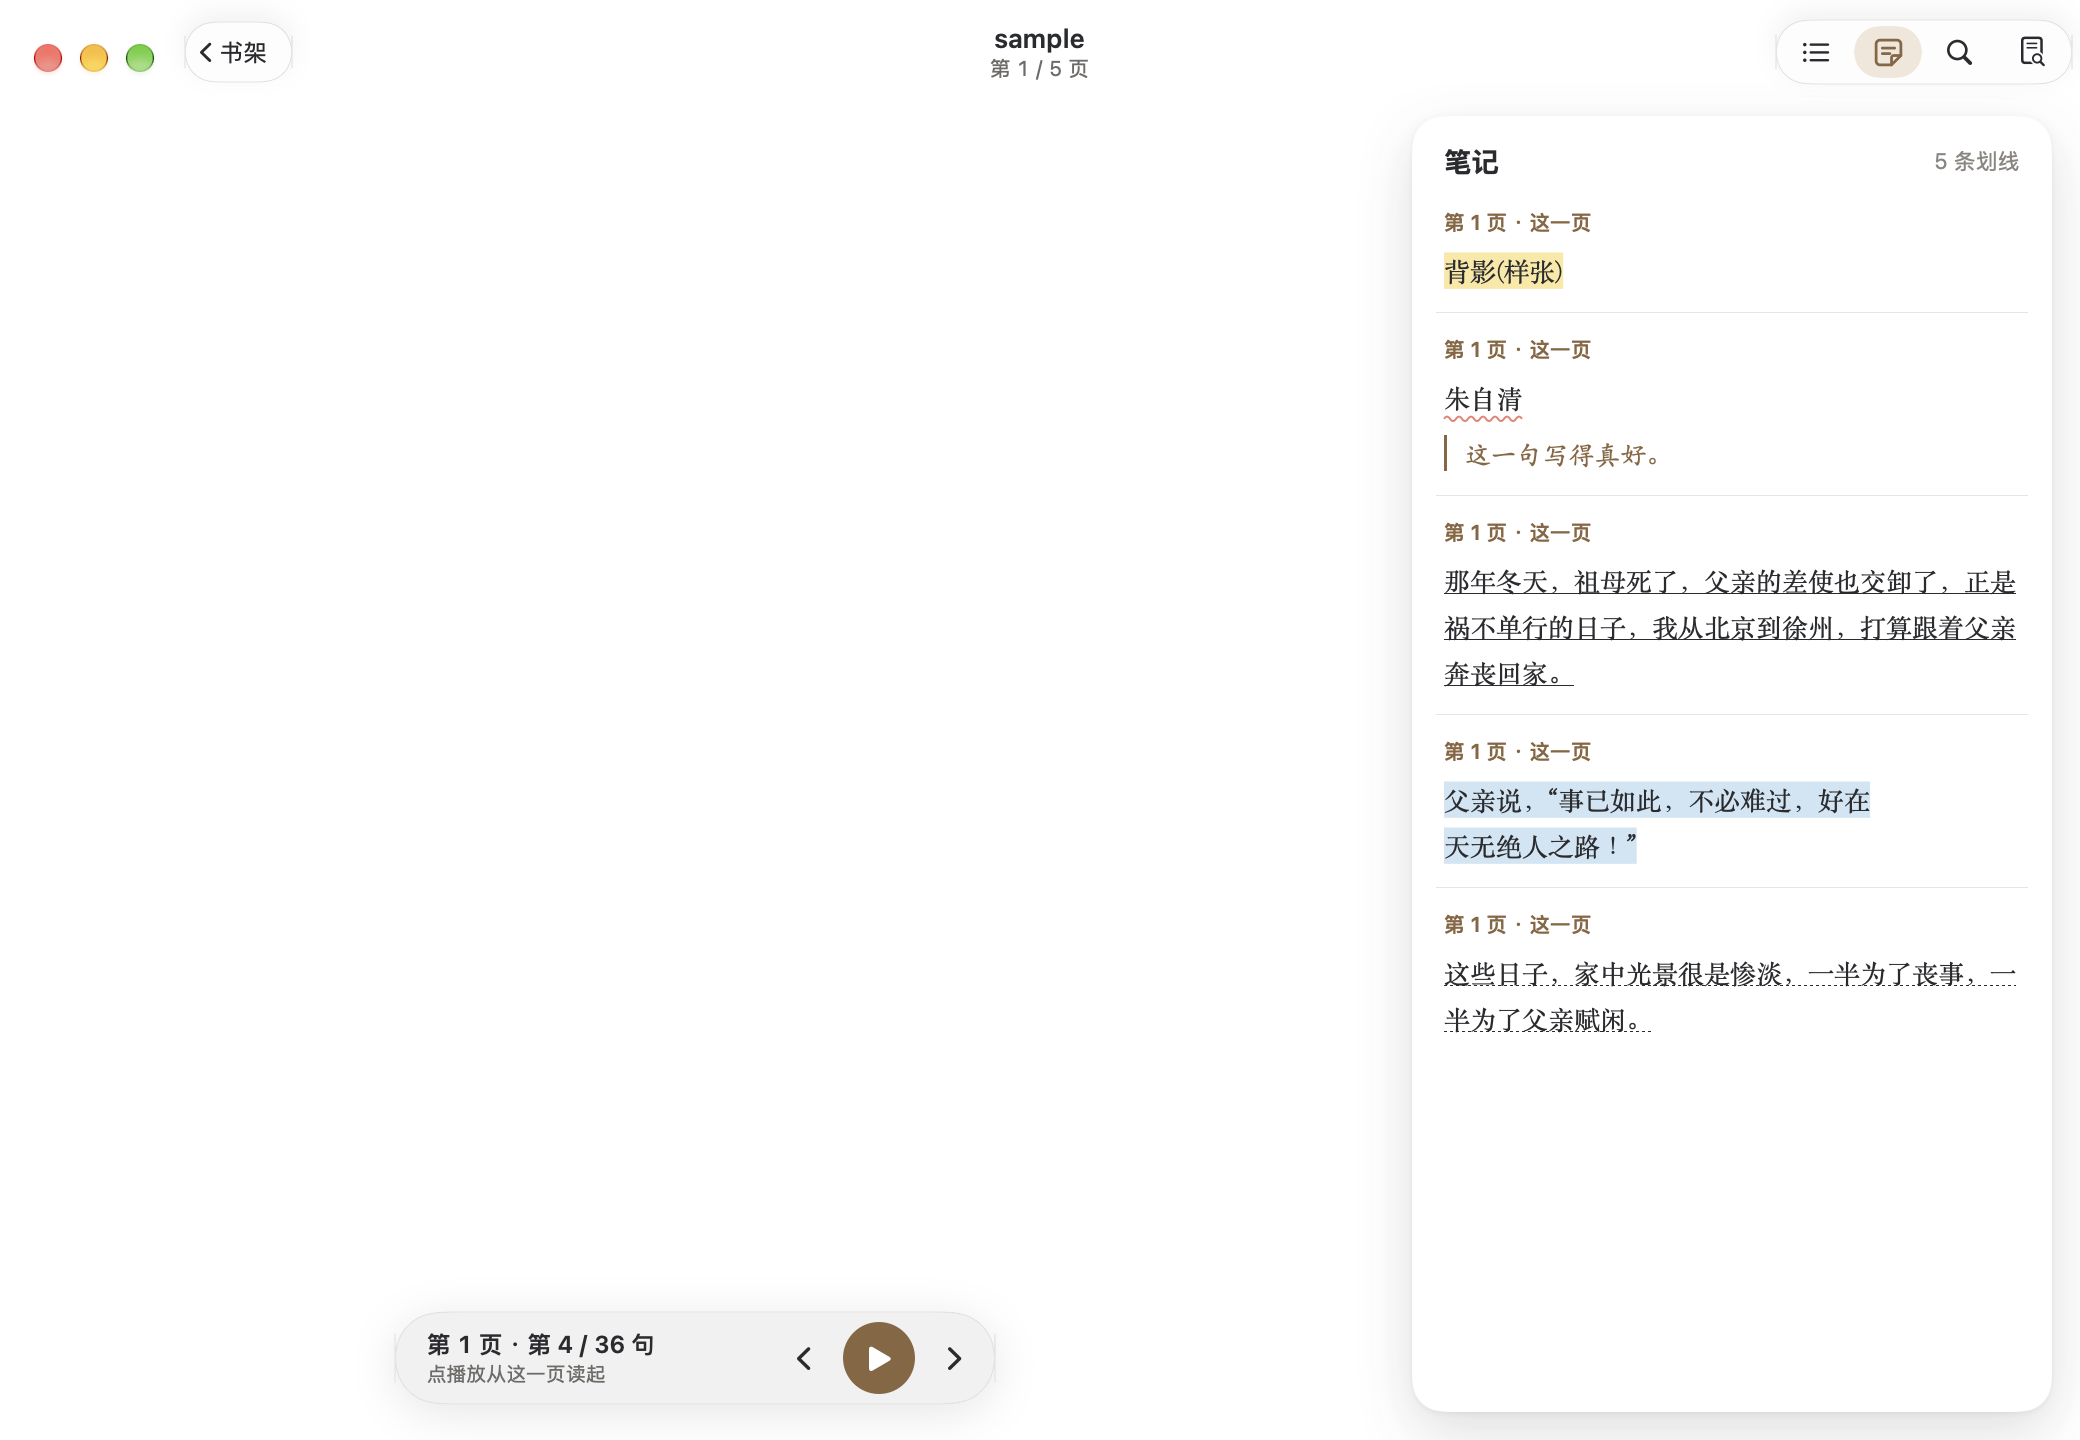 书架
sample
第 1 / 5 页
笔记
5 条划线
第 1 页 · 这一页
背影(样张)
第 1 页 · 这一页
朱自清
这一句写得真好。
第 1 页 · 这一页
那年冬天，祖母死了，父亲的差使也交卸了，正是
祸不单行的日子，我从北京到徐州，打算跟着父亲
奔丧回家。
第 1 页 · 这一页
父亲说，“事已如此，不必难过，好在
天无绝人之路！”
第 1 页 · 这一页
这些日子，家中光景很是惨淡，一半为了丧事，一
半为了父亲赋闲。
第 1 页 · 第 4 / 36 句
点播放从这一页读起